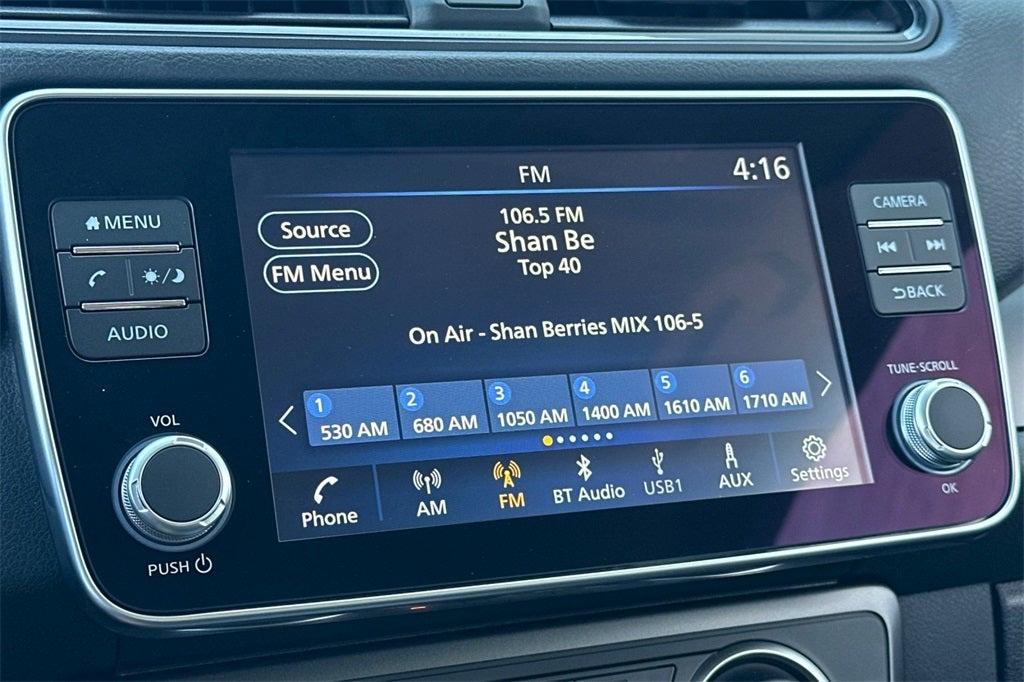 FM
4:16
Source
106.5 FM
FM Menu
Shan Be
Top 40
On Air - Shan Berries MIX 106-5
1 530 AM
2 680 AM
3 1050 AM
4 1400 AM
5 1610 AM
6 1710 AM
Phone
AM
FM
BT Audio
USB1
AUX
Settings
MENU
AUDIO
VOL
PUSH
CAMERA
BACK
TUNE·SCROLL
OK